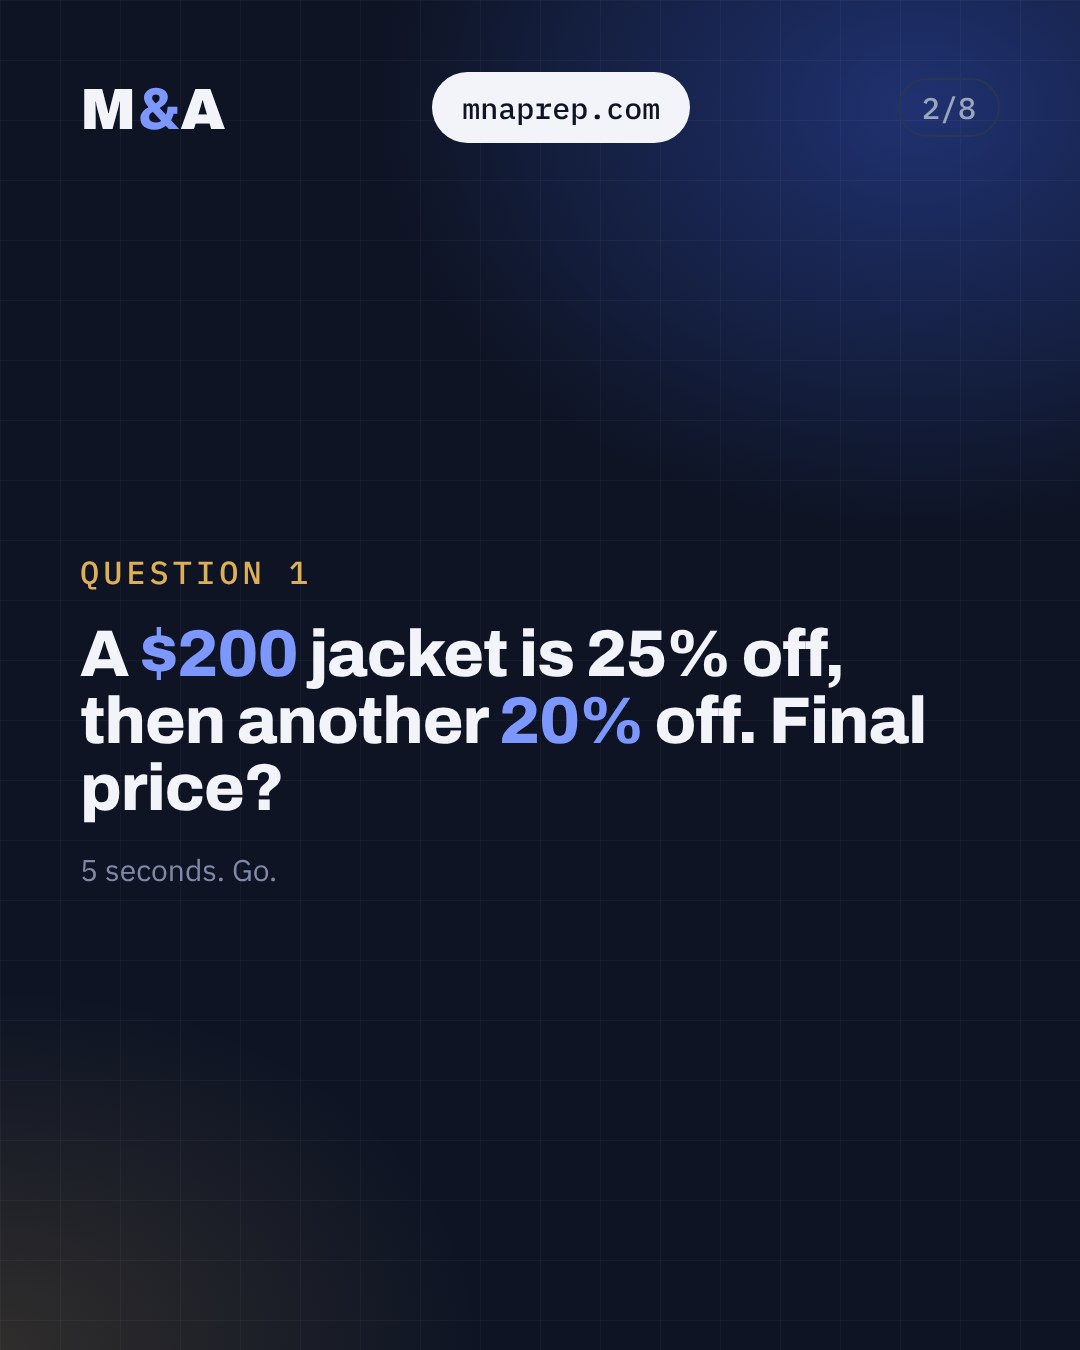 M&A
mnaprep.com
2/8
QUESTION 1
A $200 jacket is 25% off,
then another 20% off. Final
price?
5 seconds. Go.